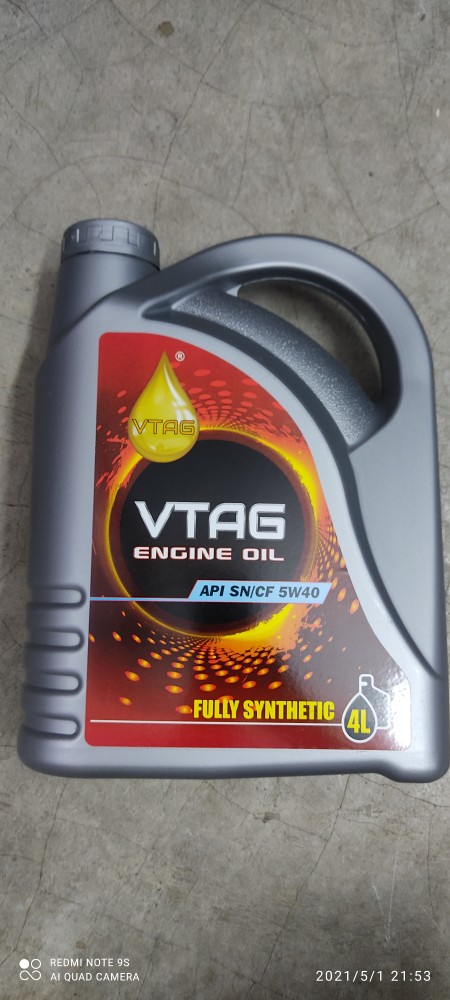 ®
VTAG
VTAG
ENGINE OIL
API SN/CF 5W40
FULLY SYNTHETIC
4L
REDMI NOTE 9S
AI QUAD CAMERA
2021/5/1 21:53